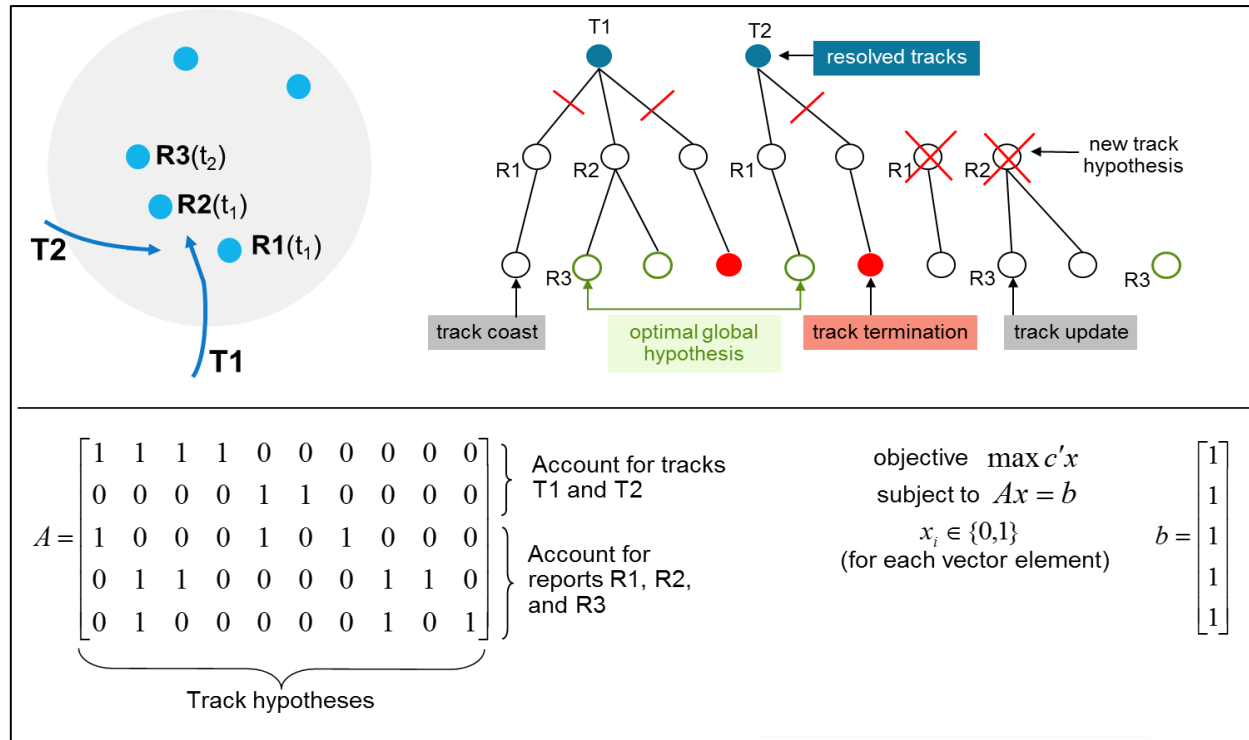 R3(t₂)
R2(t₁)
R1(t₁)
T2
T1
T1
T2
resolved tracks
R1
R2
R1
R1
R2
new track
hypothesis
R3
R3
R3
track coast
optimal global
hypothesis
track termination
track update
A =
1 1 1 1 0 0 0 0 0 0
0 0 0 0 1 1 0 0 0 0
1 0 0 0 1 0 1 0 0 0
0 1 1 0 0 0 0 1 1 0
0 1 0 0 0 0 0 1 0 1
Account for tracks
T1 and T2
Account for
reports R1, R2,
and R3
Track hypotheses
objective max c′x
subject to Ax = b
xᵢ ∈ {0,1}
(for each vector element)
b =
1
1
1
1
1